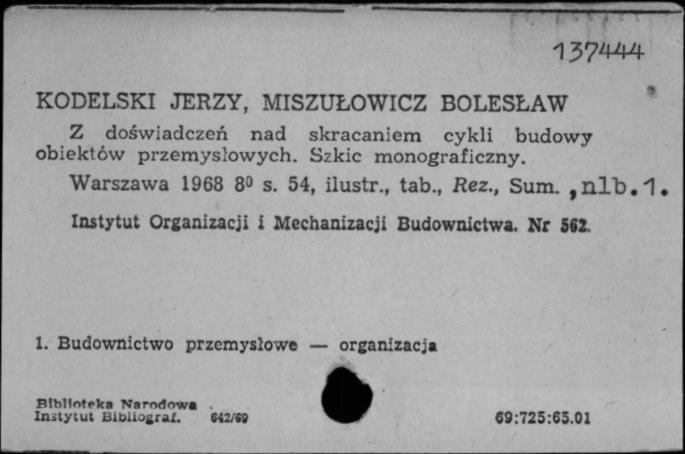 137444
KODELSKI JERZY, MISZUŁOWICZ BOLESŁAW
Z doświadczeń nad skracaniem cykli budowy
obiektów przemysłowych. Szkic monograficzny.
Warszawa 1968 8º s. 54, ilustr., tab., Rez., Sum. ,nlb.1.
Instytut Organizacji i Mechanizacji Budownictwa. Nr 562.
1. Budownictwo przemysłowe — organizacja
Biblioteka Narodowa
Instytut Bibliograf. 642/69 69:725:65.01